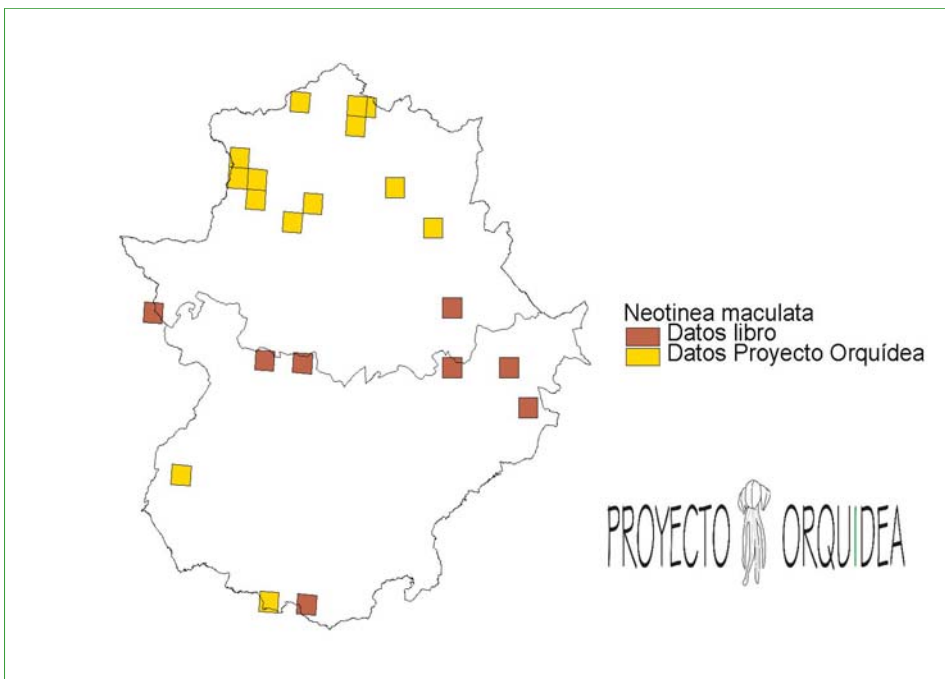 Neotinea maculata
Datos libro
Datos Proyecto Orquídea
PROYECTO ORQUIDEA